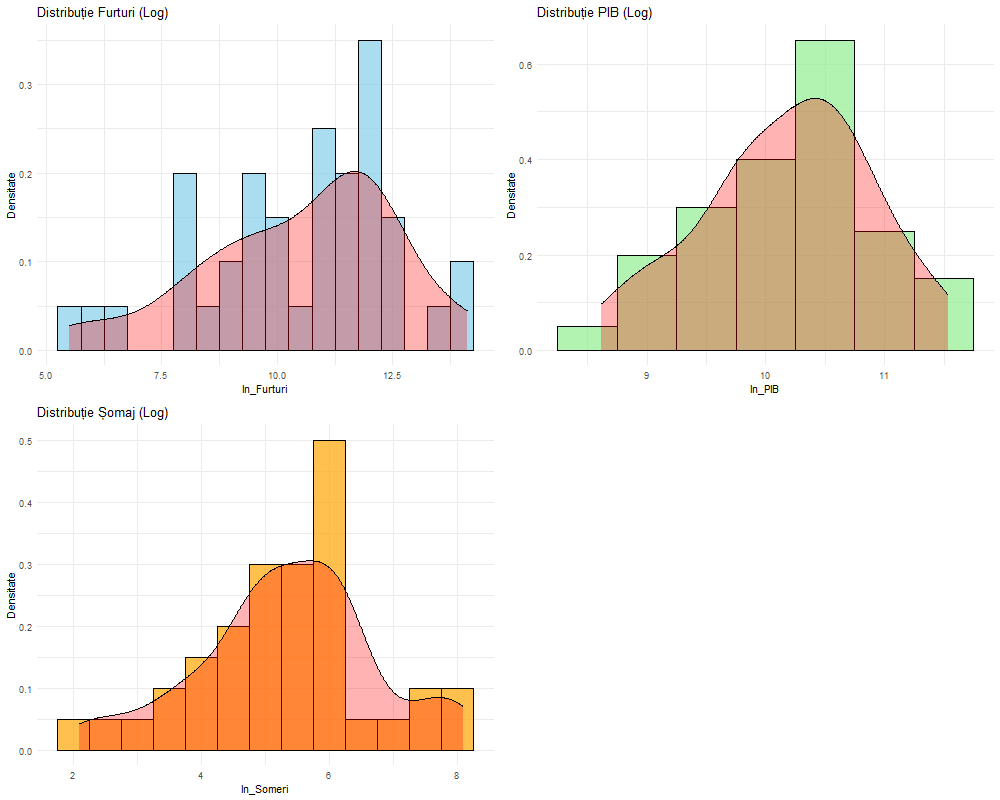 Distribuție Furturi (Log)
Densitate
0.3
0.2
0.1
0.0
5.0 7.5 10.0 12.5
ln_Furturi
Distribuție PIB (Log)
Densitate
0.6
0.4
0.2
0.0
9 10 11
ln_PIB
Distribuție Șomaj (Log)
Densitate
0.5
0.4
0.3
0.2
0.1
0.0
2 4 6 8
ln_Someri